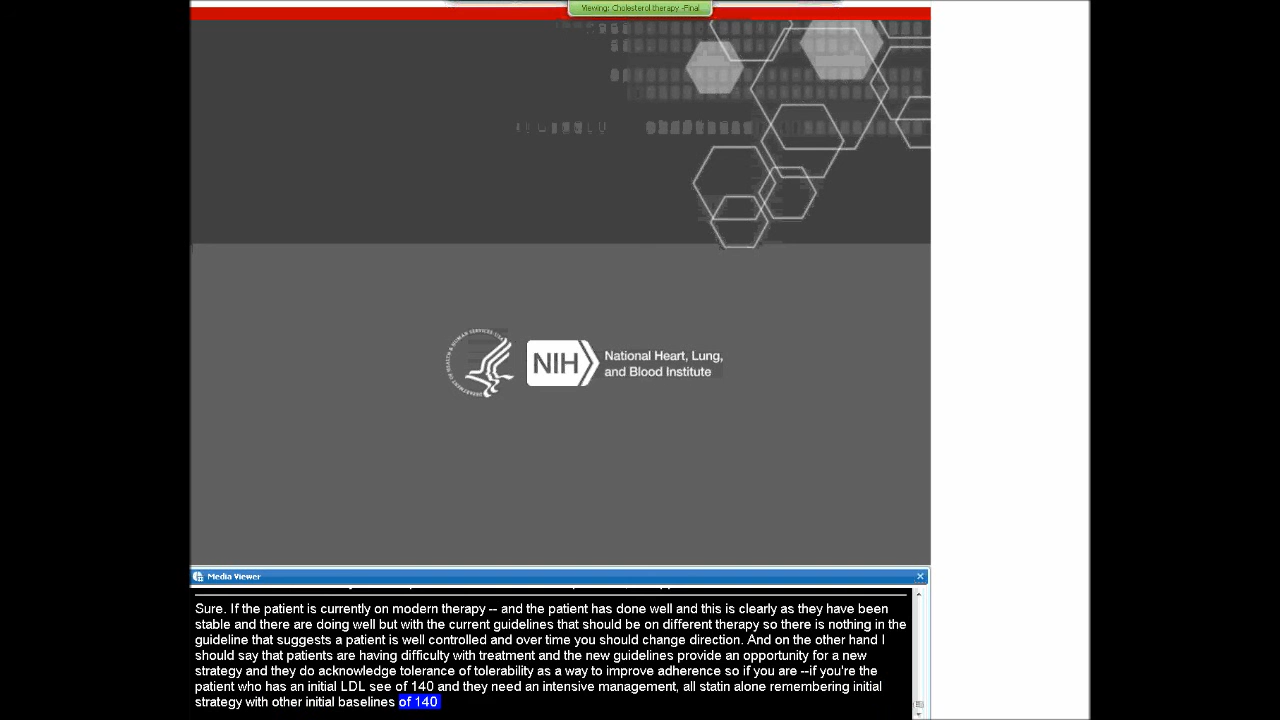 Viewing: Cholesterol therapy -Final
NIH
National Heart, Lung,
and Blood Institute
DEPARTMENT OF HEALTH & HUMAN SERVICES · USA
Media Viewer
Sure. If the patient is currently on modern therapy -- and the patient has done well and this is clearly as they have been
stable and there are doing well but with the current guidelines that should be on different therapy so there is nothing in the
guideline that suggests a patient is well controlled and over time you should change direction. And on the other hand I
should say that patients are having difficulty with treatment and the new guidelines provide an opportunity for a new
strategy and they do acknowledge tolerance of tolerability as a way to improve adherence so if you are --if you're the
patient who has an initial LDL see of 140 and they need an intensive management, all statin alone remembering initial
strategy with other initial baselines of 140